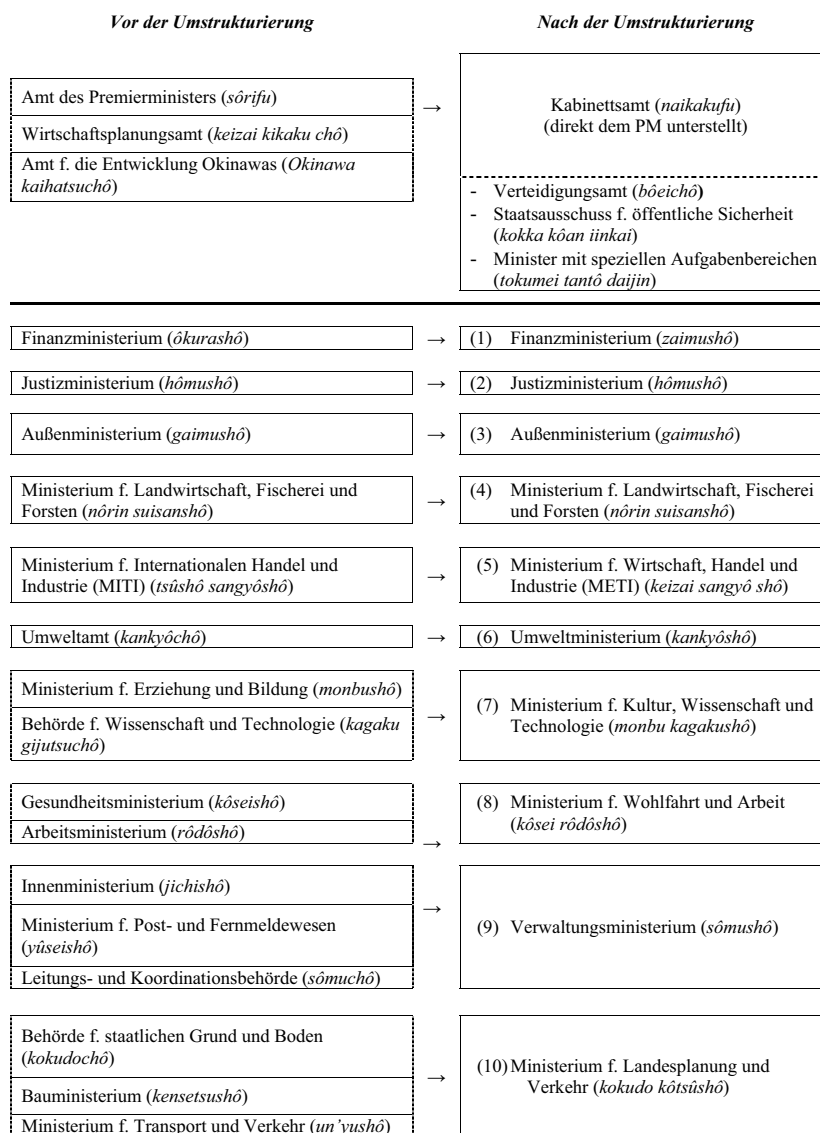 Vor der Umstrukturierung
Nach der Umstrukturierung
Amt des Premierministers (sôrifu)
Wirtschaftsplanungsamt (keizai kikaku chô)
Amt f. die Entwicklung Okinawas (Okinawa
kaihatsuchô)
→
Kabinettsamt (naikakufu)
(direkt dem PM unterstellt)
- Verteidigungsamt (bôeichô)
- Staatsausschuss f. öffentliche Sicherheit
(kokka kôan iinkai)
- Minister mit speziellen Aufgabenbereichen
(tokumei tantô daijin)
Finanzministerium (ôkurashô) → (1) Finanzministerium (zaimushô)
Justizministerium (hômushô) → (2) Justizministerium (hômushô)
Außenministerium (gaimushô) → (3) Außenministerium (gaimushô)
Ministerium f. Landwirtschaft, Fischerei und
Forsten (nôrin suisanshô)
→
(4) Ministerium f. Landwirtschaft, Fischerei
und Forsten (nôrin suisanshô)
Ministerium f. Internationalen Handel und
Industrie (MITI) (tsûshô sangyôshô)
→
(5) Ministerium f. Wirtschaft, Handel und
Industrie (METI) (keizai sangyô shô)
Umweltamt (kankyôchô) → (6) Umweltministerium (kankyôshô)
Ministerium f. Erziehung und Bildung (monbushô)
Behörde f. Wissenschaft und Technologie (kagaku
gijutsuchô)
→
(7) Ministerium f. Kultur, Wissenschaft und
Technologie (monbu kagakushô)
Gesundheitsministerium (kôseishô)
Arbeitsministerium (rôdôshô)
→
(8) Ministerium f. Wohlfahrt und Arbeit
(kôsei rôdôshô)
Innenministerium (jichishô)
Ministerium f. Post- und Fernmeldewesen
(yûseishô)
Leitungs- und Koordinationsbehörde (sômuchô)
→
(9) Verwaltungsministerium (sômushô)
Behörde f. staatlichen Grund und Boden
(kokudochô)
Bauministerium (kensetsushô)
Ministerium f. Transport und Verkehr (un'yushô)
→
(10) Ministerium f. Landesplanung und
Verkehr (kokudo kôtsûshô)